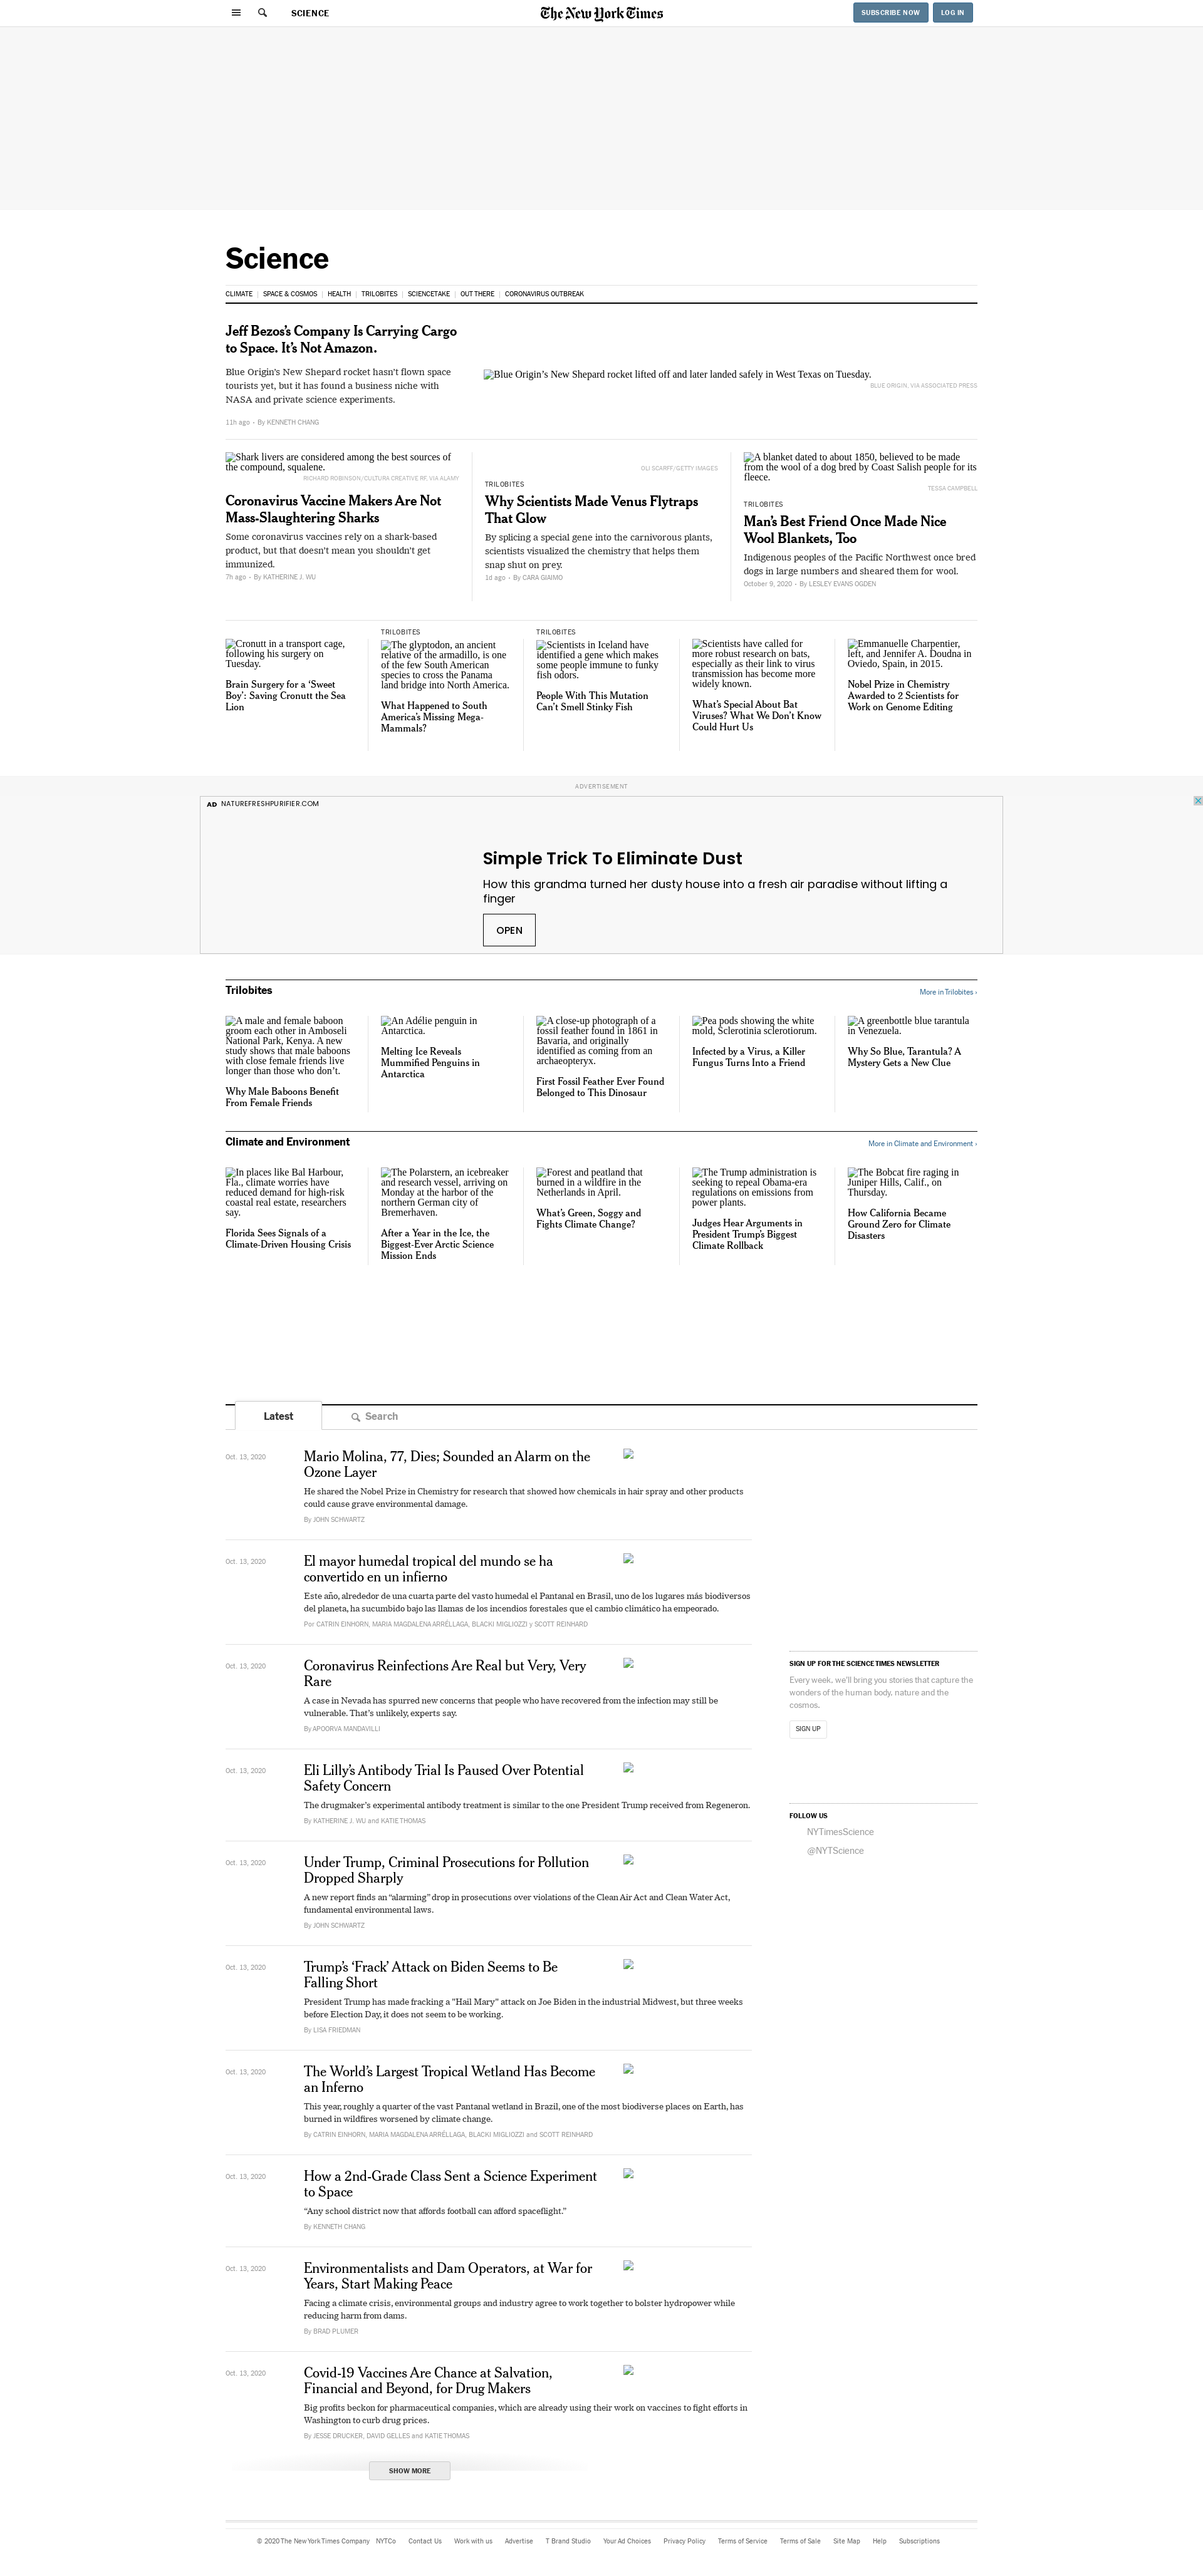 SCIENCE
The New York Times
SUBSCRIBE NOW
LOG IN
Science
CLIMATE | SPACE & COSMOS | HEALTH | TRILOBITES | SCIENCETAKE | OUT THERE | CORONAVIRUS OUTBREAK
Jeff Bezos’s Company Is Carrying Cargo
to Space. It’s Not Amazon.
Blue Origin’s New Shepard rocket hasn’t flown space
tourists yet, but it has found a business niche with
NASA and private science experiments.
11h ago • By KENNETH CHANG
Blue Origin’s New Shepard rocket lifted off and later landed safely in West Texas on Tuesday.
BLUE ORIGIN, VIA ASSOCIATED PRESS
Shark livers are considered among the best sources of
the compound, squalene.
RICHARD ROBINSON/CULTURA CREATIVE RF, VIA ALAMY
Coronavirus Vaccine Makers Are Not
Mass-Slaughtering Sharks
Some coronavirus vaccines rely on a shark-based
product, but that doesn’t mean you shouldn’t get
immunized.
7h ago • By KATHERINE J. WU
OLI SCARFF/GETTY IMAGES
TRILOBITES
Why Scientists Made Venus Flytraps
That Glow
By splicing a special gene into the carnivorous plants,
scientists visualized the chemistry that helps them
snap shut on prey.
1d ago • By CARA GIAIMO
A blanket dated to about 1850, believed to be made
from the wool of a dog bred by Coast Salish people for its
fleece.
TESSA CAMPBELL
TRILOBITES
Man’s Best Friend Once Made Nice
Wool Blankets, Too
Indigenous peoples of the Pacific Northwest once bred
dogs in large numbers and sheared them for wool.
October 9, 2020 • By LESLEY EVANS OGDEN
Cronutt in a transport cage,
following his surgery on
Tuesday.
Brain Surgery for a ‘Sweet
Boy’: Saving Cronutt the Sea
Lion
TRILOBITES
The glyptodon, an ancient
relative of the armadillo, is one
of the few South American
species to cross the Panama
land bridge into North America.
What Happened to South
America’s Missing Mega-
Mammals?
TRILOBITES
Scientists in Iceland have
identified a gene which makes
some people immune to funky
fish odors.
People With This Mutation
Can’t Smell Stinky Fish
Scientists have called for
more robust research on bats,
especially as their link to virus
transmission has become more
widely known.
What’s Special About Bat
Viruses? What We Don’t Know
Could Hurt Us
Emmanuelle Charpentier,
left, and Jennifer A. Doudna in
Oviedo, Spain, in 2015.
Nobel Prize in Chemistry
Awarded to 2 Scientists for
Work on Genome Editing
ADVERTISEMENT
AD NATUREFRESHPURIFIER.COM
Simple Trick To Eliminate Dust
How this grandma turned her dusty house into a fresh air paradise without lifting a
finger
OPEN
Trilobites
More in Trilobites ›
A male and female baboon
groom each other in Amboseli
National Park, Kenya. A new
study shows that male baboons
with close female friends live
longer than those who don’t.
Why Male Baboons Benefit
From Female Friends
An Adélie penguin in
Antarctica.
Melting Ice Reveals
Mummified Penguins in
Antarctica
A close-up photograph of a
fossil feather found in 1861 in
Bavaria, and originally
identified as coming from an
archaeopteryx.
First Fossil Feather Ever Found
Belonged to This Dinosaur
Pea pods showing the white
mold, Sclerotinia sclerotiorum.
Infected by a Virus, a Killer
Fungus Turns Into a Friend
A greenbottle blue tarantula
in Venezuela.
Why So Blue, Tarantula? A
Mystery Gets a New Clue
Climate and Environment
More in Climate and Environment ›
In places like Bal Harbour,
Fla., climate worries have
reduced demand for high-risk
coastal real estate, researchers
say.
Florida Sees Signals of a
Climate-Driven Housing Crisis
The Polarstern, an icebreaker
and research vessel, arriving on
Monday at the harbor of the
northern German city of
Bremerhaven.
After a Year in the Ice, the
Biggest-Ever Arctic Science
Mission Ends
Forest and peatland that
burned in a wildfire in the
Netherlands in April.
What’s Green, Soggy and
Fights Climate Change?
The Trump administration is
seeking to repeal Obama-era
regulations on emissions from
power plants.
Judges Hear Arguments in
President Trump’s Biggest
Climate Rollback
The Bobcat fire raging in
Juniper Hills, Calif., on
Thursday.
How California Became
Ground Zero for Climate
Disasters
Latest
Search
Oct. 13, 2020
Mario Molina, 77, Dies; Sounded an Alarm on the
Ozone Layer
He shared the Nobel Prize in Chemistry for research that showed how chemicals in hair spray and other products
could cause grave environmental damage.
By JOHN SCHWARTZ
Oct. 13, 2020
El mayor humedal tropical del mundo se ha
convertido en un infierno
Este año, alrededor de una cuarta parte del vasto humedal el Pantanal en Brasil, uno de los lugares más biodiversos
del planeta, ha sucumbido bajo las llamas de los incendios forestales que el cambio climático ha empeorado.
Por CATRIN EINHORN, MARIA MAGDALENA ARRÉLLAGA, BLACKI MIGLIOZZI y SCOTT REINHARD
Oct. 13, 2020
Coronavirus Reinfections Are Real but Very, Very
Rare
A case in Nevada has spurred new concerns that people who have recovered from the infection may still be
vulnerable. That’s unlikely, experts say.
By APOORVA MANDAVILLI
Oct. 13, 2020
Eli Lilly’s Antibody Trial Is Paused Over Potential
Safety Concern
The drugmaker’s experimental antibody treatment is similar to the one President Trump received from Regeneron.
By KATHERINE J. WU and KATIE THOMAS
Oct. 13, 2020
Under Trump, Criminal Prosecutions for Pollution
Dropped Sharply
A new report finds an “alarming” drop in prosecutions over violations of the Clean Air Act and Clean Water Act,
fundamental environmental laws.
By JOHN SCHWARTZ
Oct. 13, 2020
Trump’s ‘Frack’ Attack on Biden Seems to Be
Falling Short
President Trump has made fracking a “Hail Mary” attack on Joe Biden in the industrial Midwest, but three weeks
before Election Day, it does not seem to be working.
By LISA FRIEDMAN
Oct. 13, 2020
The World’s Largest Tropical Wetland Has Become
an Inferno
This year, roughly a quarter of the vast Pantanal wetland in Brazil, one of the most biodiverse places on Earth, has
burned in wildfires worsened by climate change.
By CATRIN EINHORN, MARIA MAGDALENA ARRÉLLAGA, BLACKI MIGLIOZZI and SCOTT REINHARD
Oct. 13, 2020
How a 2nd-Grade Class Sent a Science Experiment
to Space
“Any school district now that affords football can afford spaceflight.”
By KENNETH CHANG
Oct. 13, 2020
Environmentalists and Dam Operators, at War for
Years, Start Making Peace
Facing a climate crisis, environmental groups and industry agree to work together to bolster hydropower while
reducing harm from dams.
By BRAD PLUMER
Oct. 13, 2020
Covid-19 Vaccines Are Chance at Salvation,
Financial and Beyond, for Drug Makers
Big profits beckon for pharmaceutical companies, which are already using their work on vaccines to fight efforts in
Washington to curb drug prices.
By JESSE DRUCKER, DAVID GELLES and KATIE THOMAS
SHOW MORE
SIGN UP FOR THE SCIENCE TIMES NEWSLETTER
Every week, we’ll bring you stories that capture the
wonders of the human body, nature and the
cosmos.
SIGN UP
FOLLOW US
NYTimesScience
@NYTScience
© 2020 The New York Times Company NYTCo Contact Us Work with us Advertise T Brand Studio Your Ad Choices Privacy Policy Terms of Service Terms of Sale Site Map Help Subscriptions